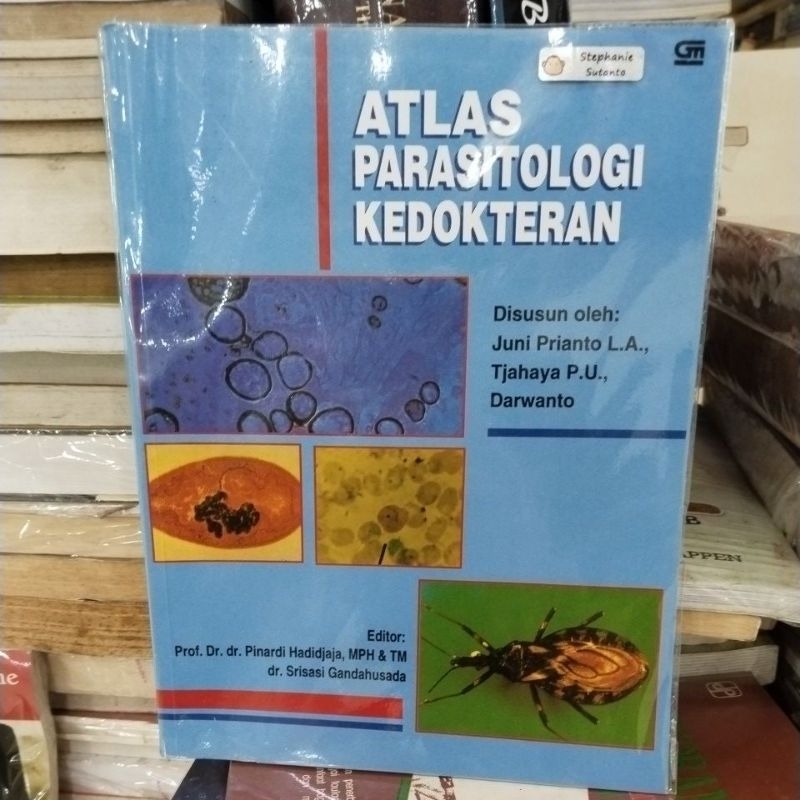 Stephanie
Sutanto
GM
ATLAS
PARASITOLOGI
KEDOKTERAN
Disusun oleh:
Juni Prianto L.A.,
Tjahaya P.U.,
Darwanto
Editor:
Prof. Dr. dr. Pinardi Hadidjaja, MPH & TM
dr. Srisasi Gandahusada